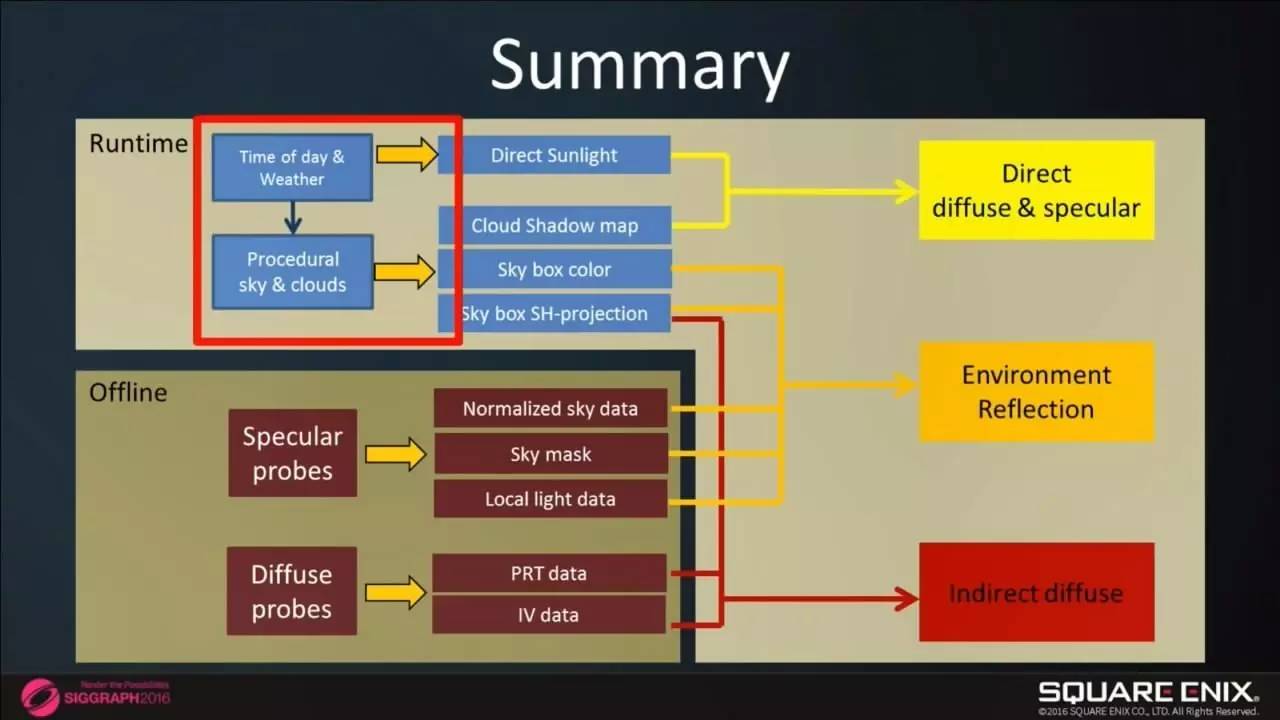 Summary
Runtime
Time of day &
Weather
Direct Sunlight
Direct
diffuse & specular
Cloud Shadow map
Procedural
sky & clouds
Sky box color
Sky box SH-projection
Environment
Reflection
Offline
Specular
probes
Normalized sky data
Sky mask
Local light data
Diffuse
probes
PRT data
IV data
Indirect diffuse
Render the Possibilities
SIGGRAPH2016
SQUARE ENIX®
©2016 SQUARE ENIX CO., LTD. All Rights Reserved.